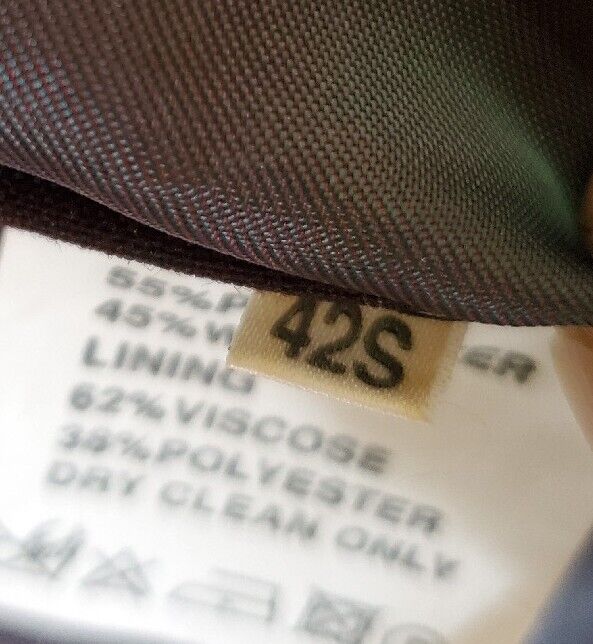 55%P ER
45%W
42S
LINING
62%VISCOSE
38%POLYESTER
DRY CLEAN ONLY